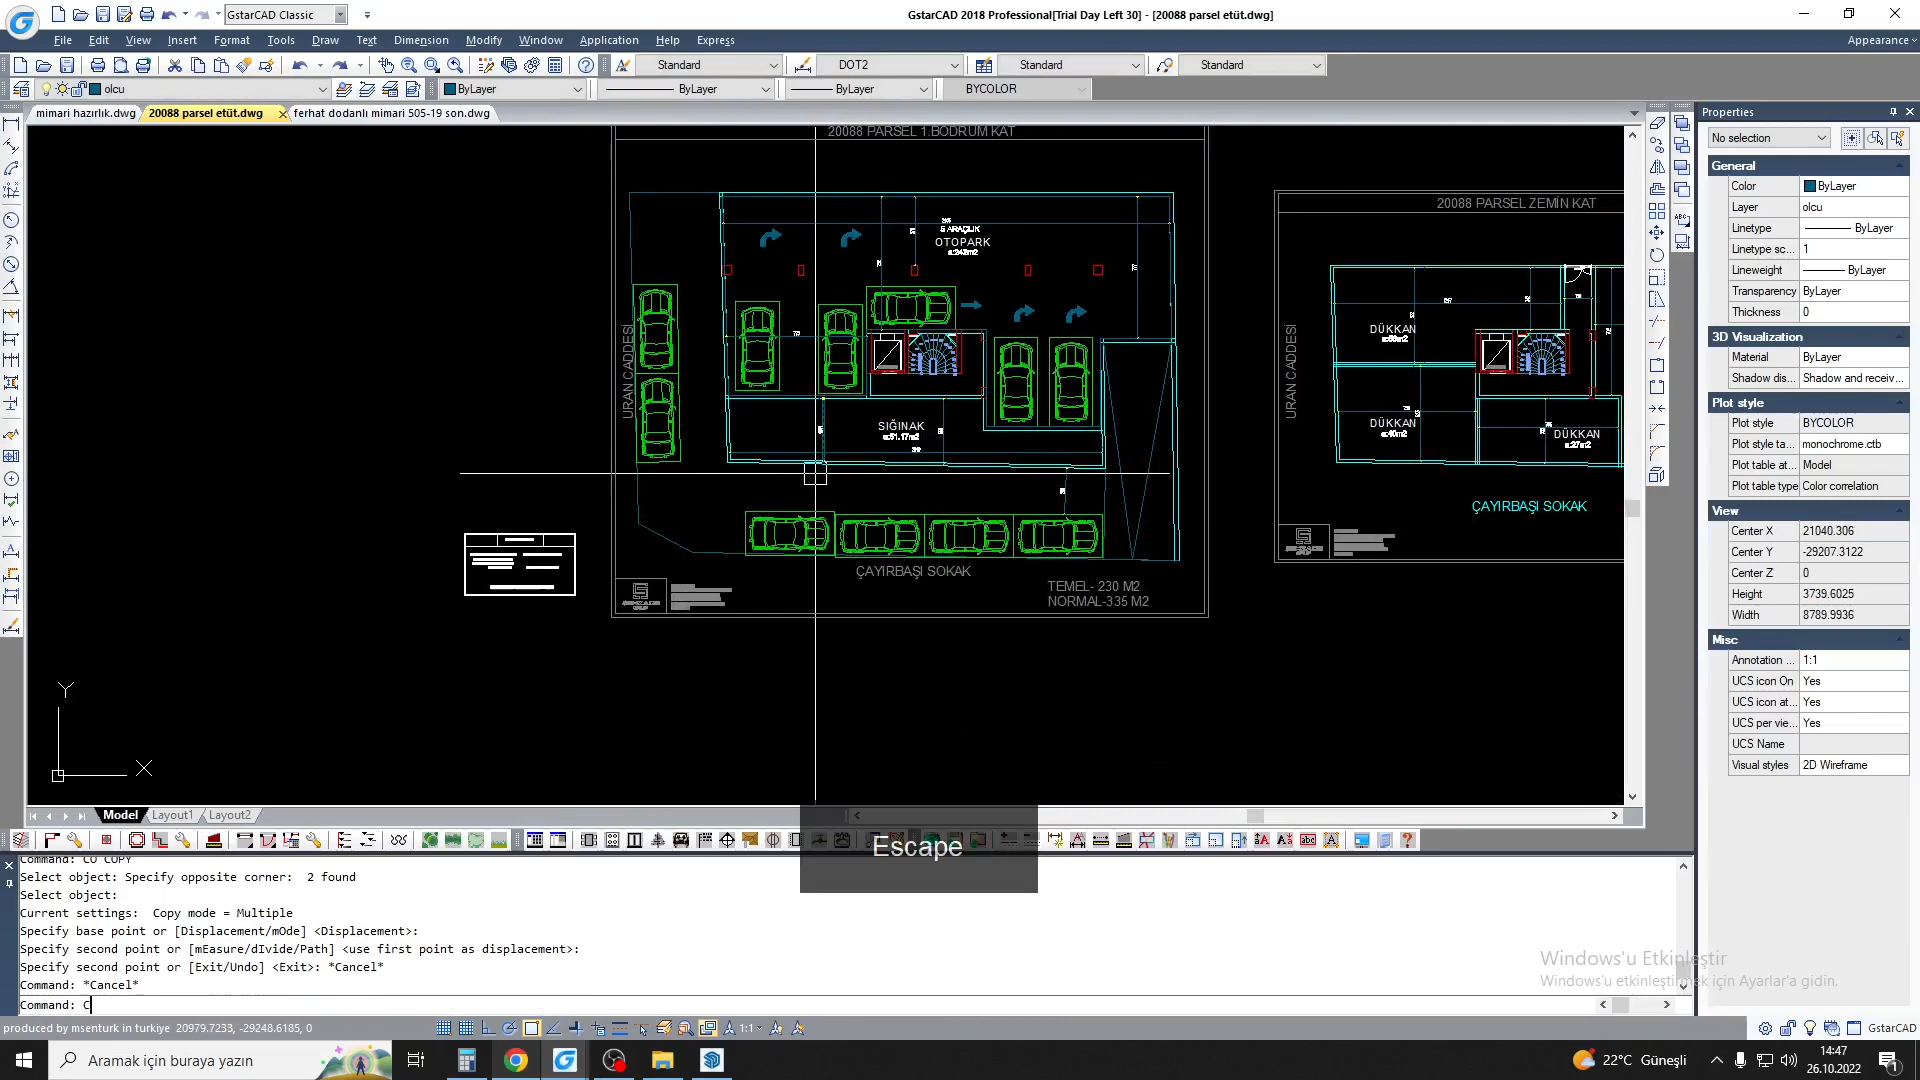 GstarCAD Classic
GstarCAD 2018 Professional[Trial Day Left 30] - [20088 parsel etüt.dwg]
File Edit View Insert Format Tools Draw Text Dimension Modify Window Application Help Express
Appearance
Standard DOT2 Standard Standard
olcu ByLayer ByLayer ByLayer BYCOLOR
mimari hazırlık.dwg 20088 parsel etüt.dwg ferhat dodanlı mimari 505-19 son.dwg
20088 PARSEL 1.BODRUM KAT
5 ARAÇLIK
OTOPARK
URAN CADDESİ
SIĞINAK
ÇAYIRBAŞI SOKAK
TEMEL- 230 M2
NORMAL-335 M2
20088 PARSEL ZEMİN KAT
URAN CADDESİ
DÜKKAN
DÜKKAN
DÜKKAN
ÇAYIRBAŞI SOKAK
Y
X
Properties
No selection
General
Color ByLayer
Layer olcu
Linetype ByLayer
Linetype sc... 1
Lineweight ByLayer
Transparency ByLayer
Thickness 0
3D Visualization
Material ByLayer
Shadow dis... Shadow and receiv...
Plot style
Plot style BYCOLOR
Plot style ta... monochrome.ctb
Plot table at... Model
Plot table type Color correlation
View
Center X 21040.306
Center Y -29207.3122
Center Z 0
Height 3739.6025
Width 8789.9936
Misc
Annotation ... 1:1
UCS icon On Yes
UCS icon at... Yes
UCS per vie... Yes
UCS Name
Visual styles 2D Wireframe
Model Layout1 Layout2
Escape
Command: CO COPY
Select object: Specify opposite corner:  2 found
Select object:
Current settings:  Copy mode = Multiple
Specify base point or [Displacement/mOde] <Displacement>:
Specify second point or [mEasure/dIvide/Path] <use first point as displacement>:
Specify second point or [Exit/Undo] <Exit>: *Cancel*
Command: *Cancel*
Command: C
Windows'u Etkinleştir
Windows'u etkinleştirmek için Ayarlar'a gidin.
produced by msenturk in turkiye 20979.7233, -29248.6185, 0
1:1
GstarCAD
Aramak için buraya yazın
22°C Güneşli
14:47
26.10.2022
1